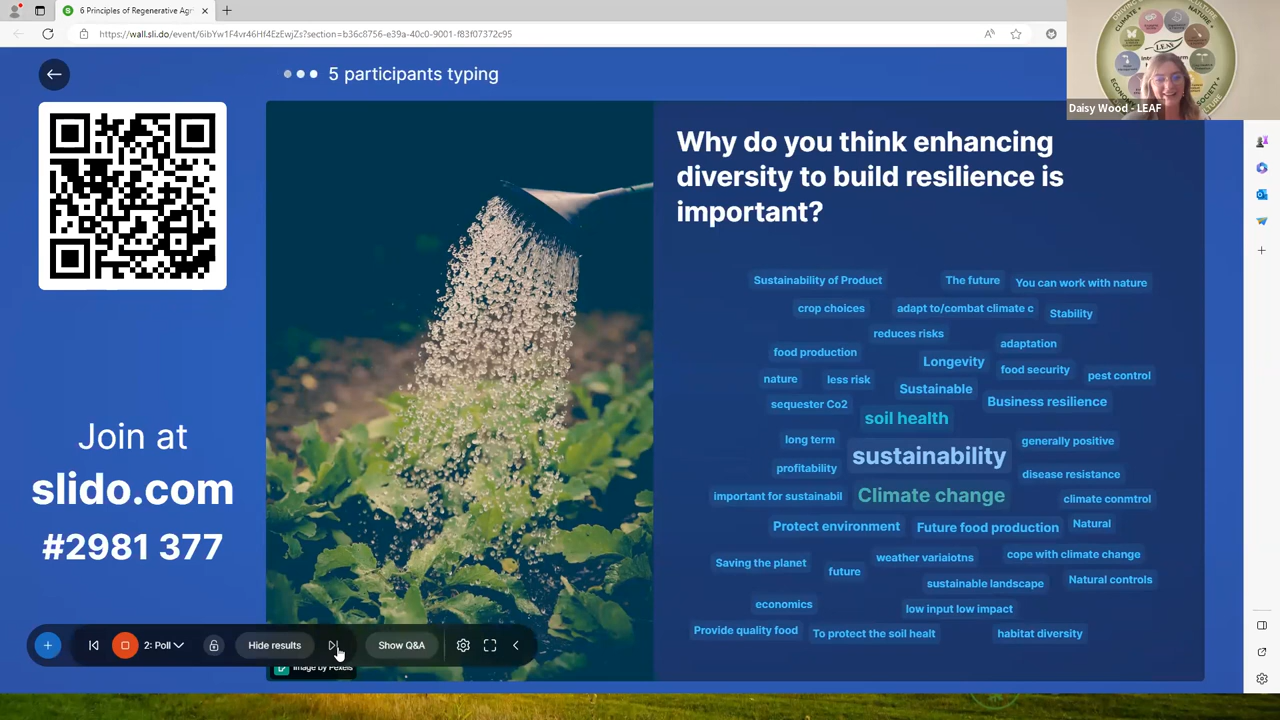 6 Principles of Regenerative Agr
https://wall.sli.do/event/6ibYw1F4vr46Hf4EzEwjZs?section=b36c8756-e39a-40c0-9001-f83f07372c95
5 participants typing
CLIMATE
NATURE
LEAF
ECONOMY
SOCIETY
Daisy Wood - LEAF
Why do you think enhancing
diversity to build resilience is
important?
Sustainability of Product
The future
You can work with nature
crop choices
adapt to/combat climate c
Stability
reduces risks
adaptation
food production
Longevity
food security
pest control
nature
less risk
Sustainable
sequester Co2
Business resilience
soil health
long term
sustainability
generally positive
profitability
disease resistance
important for sustainabil
Climate change
climate conmtrol
Protect environment
Future food production
Natural
Saving the planet
weather variaiotns
cope with climate change
future
sustainable landscape
Natural controls
economics
low input low impact
Provide quality food
To protect the soil healt
habitat diversity
Join at
slido.com
#2981 377
2: Poll
Hide results
Show Q&A
Image by Pexels